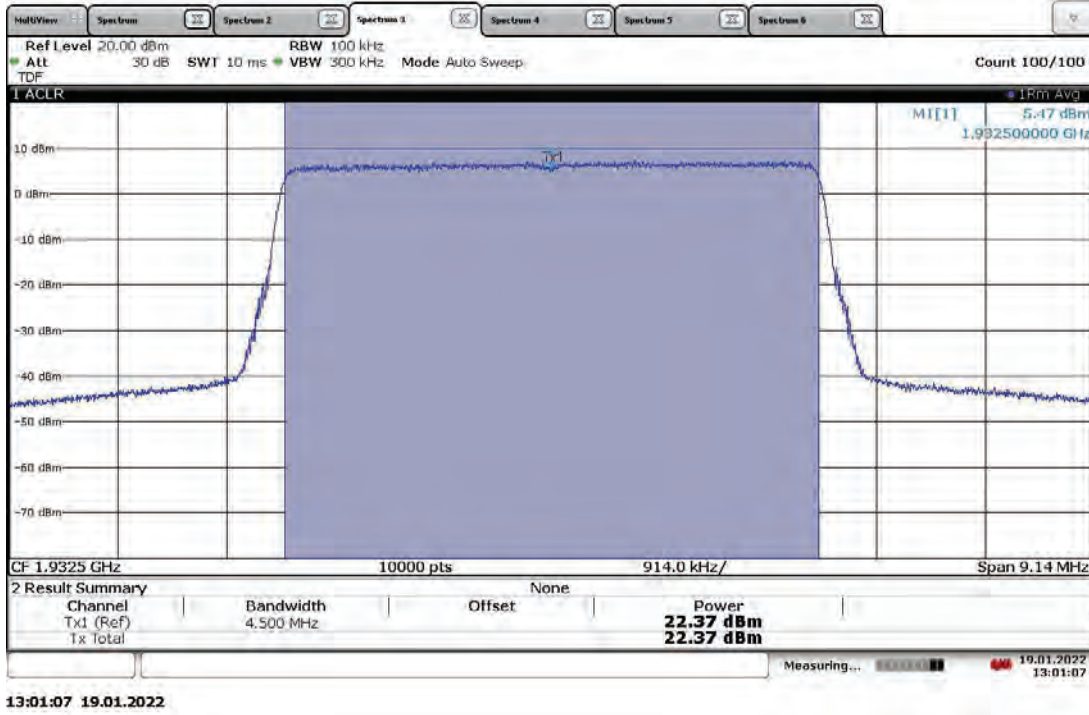 MultiView Spectrum Spectrum 2 Spectrum 3 Spectrum 4 Spectrum 5 Spectrum 6
Ref Level 20.00 dBm RBW 100 kHz
Att 30 dB SWT 10 ms VBW 300 kHz Mode Auto Sweep Count 100/100
TDF
1 ACLR 1Rm Avg
M1[1] 5.47 dBm
1.932500000 GHz
10 dBm
Tx1
0 dBm
-10 dBm
-20 dBm
-30 dBm
-40 dBm
-50 dBm
-60 dBm
-70 dBm
CF 1.9325 GHz 10000 pts 914.0 kHz/ Span 9.14 MHz
2 Result Summary None
Channel Bandwidth Offset Power
Tx1 (Ref) 4.500 MHz 22.37 dBm
Tx Total 22.37 dBm
Measuring... 19.01.2022
13:01:07
13:01:07 19.01.2022